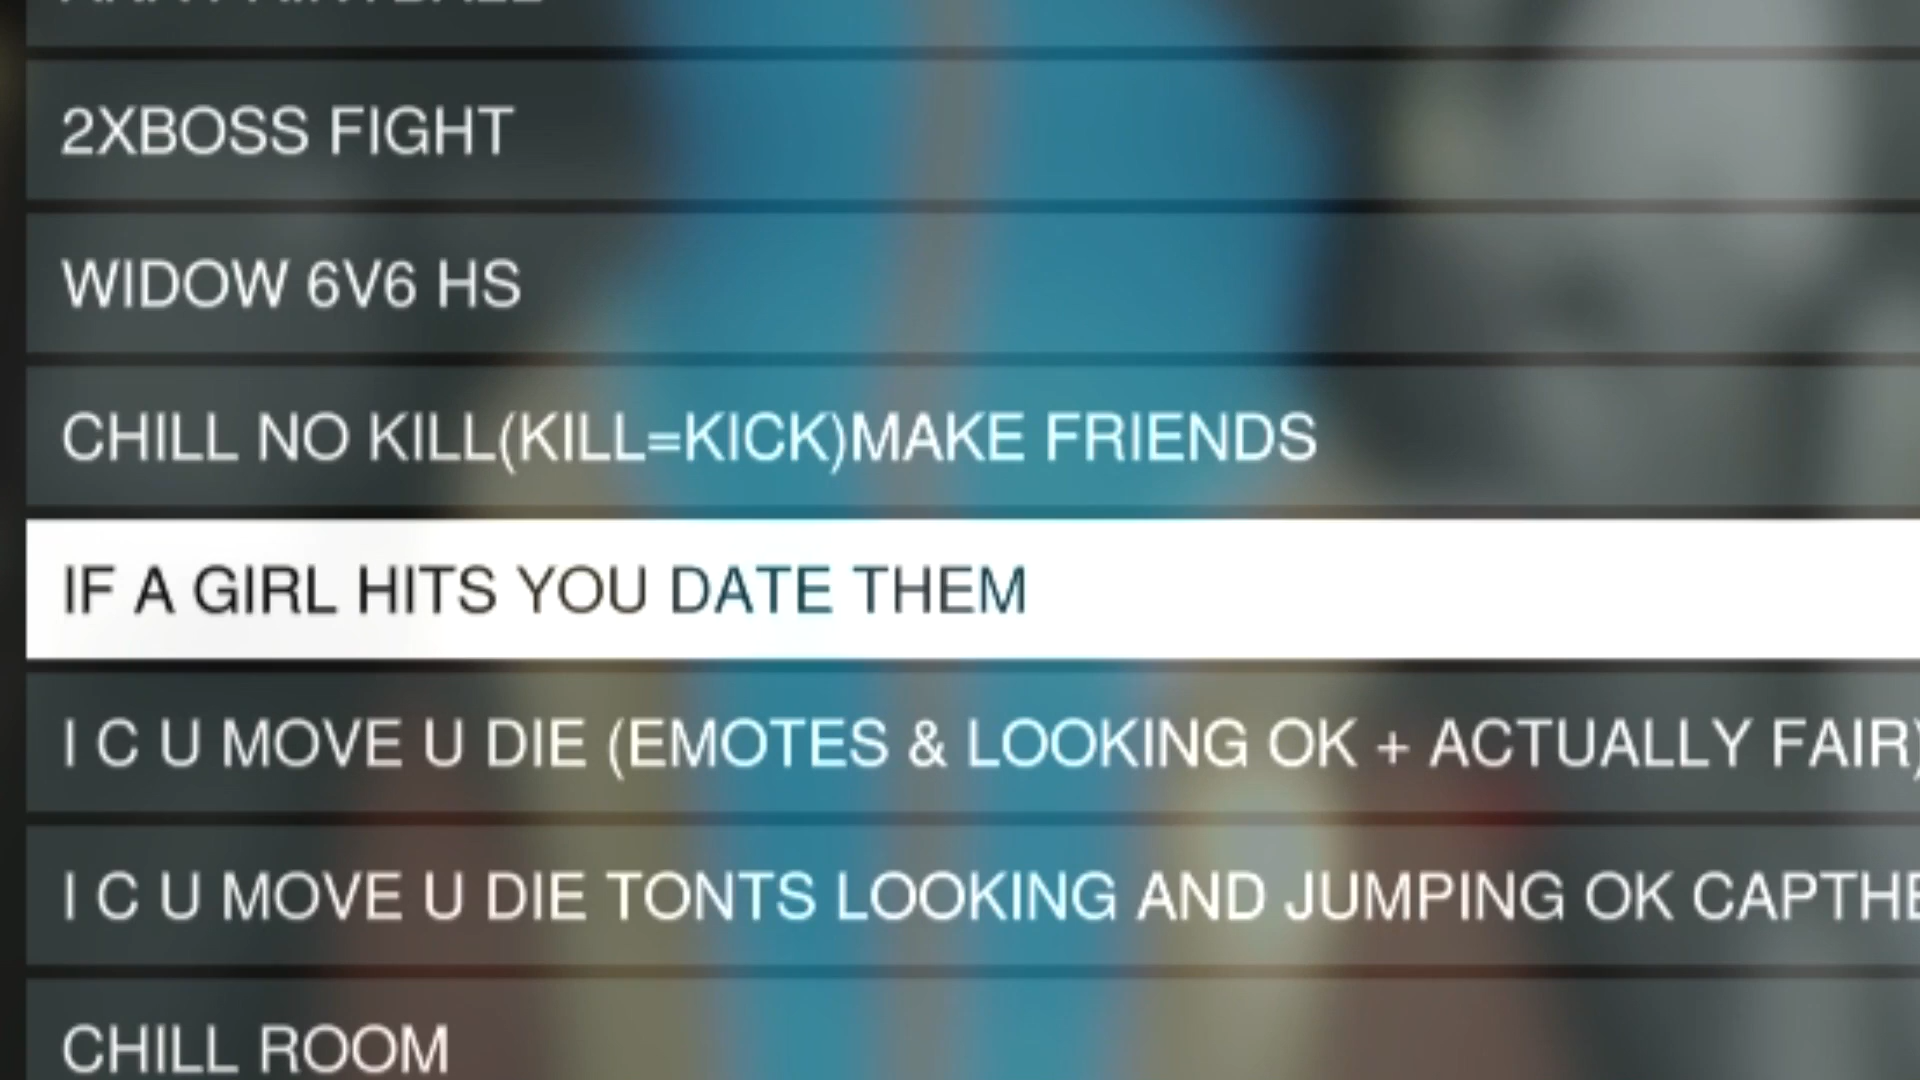 2XBOSS FIGHT
WIDOW 6V6 HS
CHILL NO KILL(KILL=KICK)MAKE FRIENDS
IF A GIRL HITS YOU DATE THEM
I C U MOVE U DIE (EMOTES & LOOKING OK + ACTUALLY FAIR)
I C U MOVE U DIE TONTS LOOKING AND JUMPING OK CAPTHE
CHILL ROOM